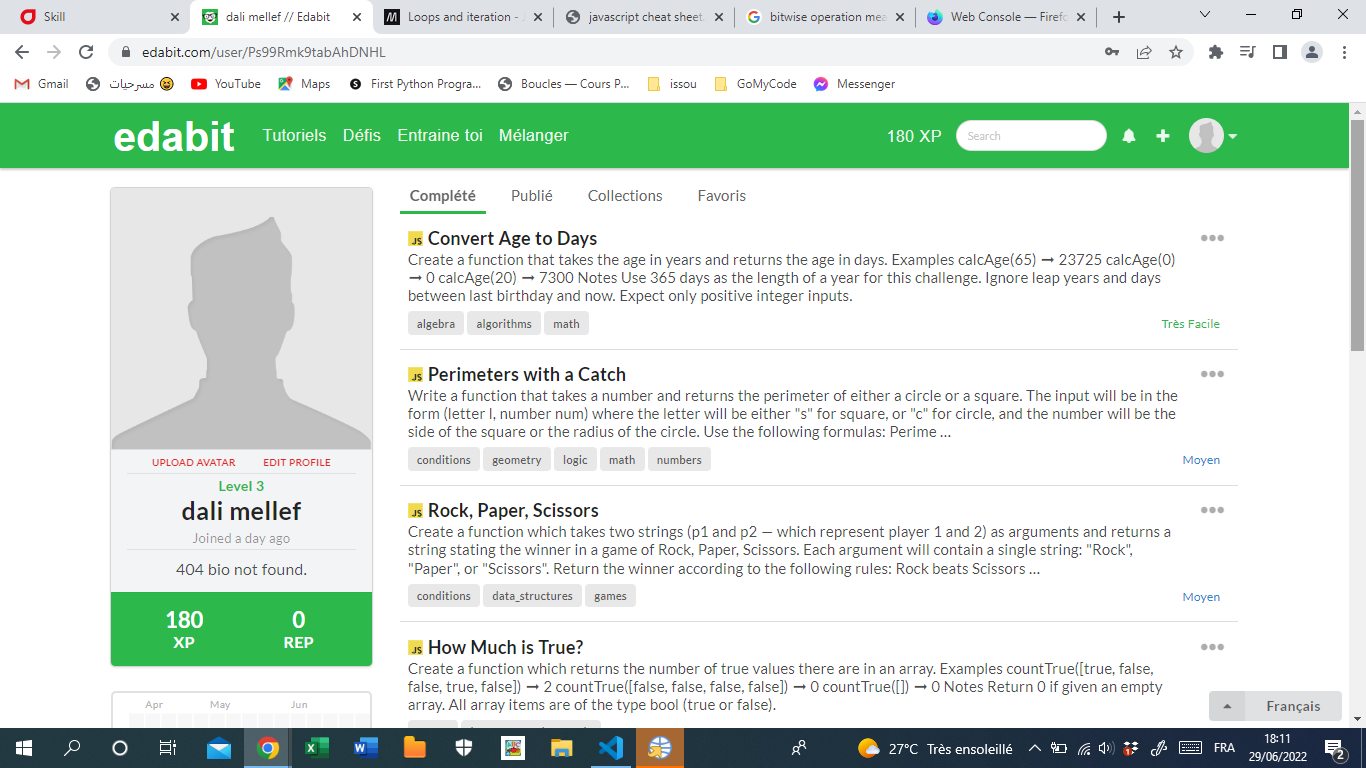 Skill
dali mellef // Edabit
Loops and iteration -
javascript cheat sheet.
bitwise operation mea
Web Console — Firefo
edabit.com/user/Ps99Rmk9tabAhDNHL
Gmail
مسرحيات 😆
YouTube
Maps
First Python Progra...
Boucles — Cours P...
issou
GoMyCode
Messenger
edabit
Tutoriels
Défis
Entraine toi
Mélanger
180 XP
Search
Complété
Publié
Collections
Favoris
JS Convert Age to Days
Create a function that takes the age in years and returns the age in days. Examples calcAge(65) ➞ 23725 calcAge(0)
➞ 0 calcAge(20) ➞ 7300 Notes Use 365 days as the length of a year for this challenge. Ignore leap years and days
between last birthday and now. Expect only positive integer inputs.
algebra
algorithms
math
Très Facile
JS Perimeters with a Catch
Write a function that takes a number and returns the perimeter of either a circle or a square. The input will be in the
form (letter l, number num) where the letter will be either "s" for square, or "c" for circle, and the number will be the
side of the square or the radius of the circle. Use the following formulas: Perime ...
conditions
geometry
logic
math
numbers
Moyen
JS Rock, Paper, Scissors
Create a function which takes two strings (p1 and p2 — which represent player 1 and 2) as arguments and returns a
string stating the winner in a game of Rock, Paper, Scissors. Each argument will contain a single string: "Rock",
"Paper", or "Scissors". Return the winner according to the following rules: Rock beats Scissors ...
conditions
data_structures
games
Moyen
JS How Much is True?
Create a function which returns the number of true values there are in an array. Examples countTrue([true, false,
false, true, false]) ➞ 2 countTrue([false, false, false, false]) ➞ 0 countTrue([]) ➞ 0 Notes Return 0 if given an empty
array. All array items are of the type bool (true or false).
UPLOAD AVATAR
EDIT PROFILE
Level 3
dali mellef
Joined a day ago
404 bio not found.
180
XP
0
REP
Apr
May
Jun
Français
27°C Très ensoleillé
FRA
18:11
29/06/2022
2